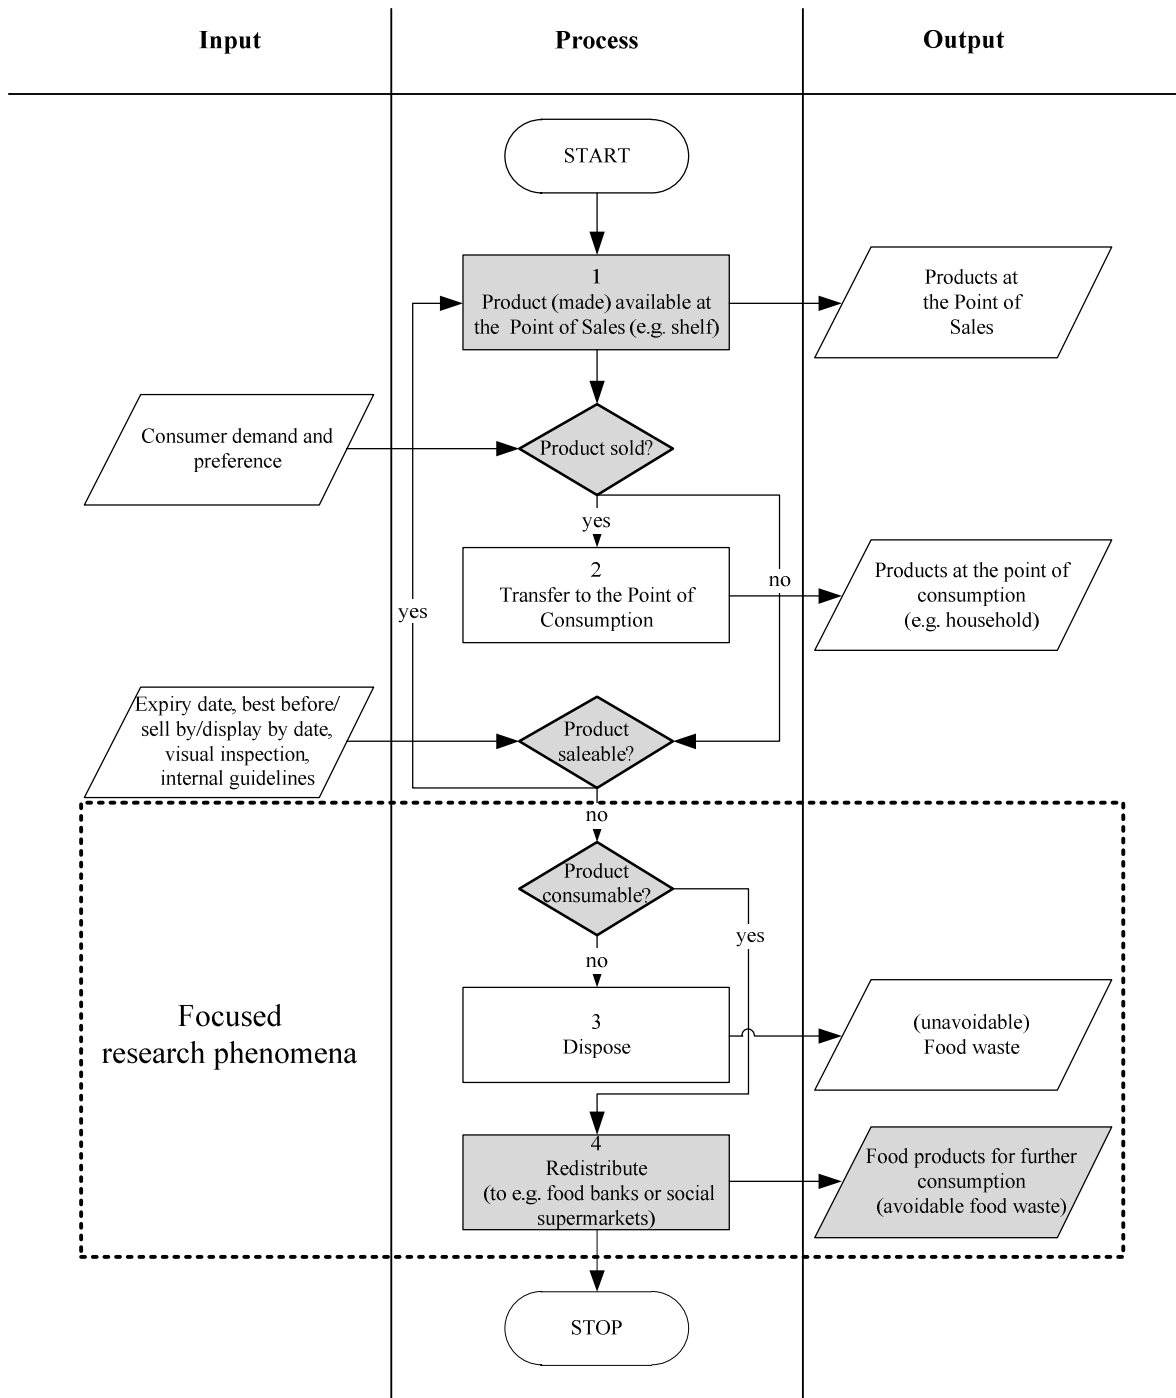 Input
Process
Output
START
1
Product (made) available at
the Point of Sales (e.g. shelf)
Products at
the Point of
Sales
Consumer demand and
preference
Product sold?
yes
no
2
Transfer to the Point of
Consumption
Products at the point of
consumption
(e.g. household)
yes
Expiry date, best before/
sell by/display by date,
visual inspection,
internal guidelines
Product
saleable?
no
Product
consumable?
yes
no
Focused
research phenomena
3
Dispose
(unavoidable)
Food waste
4
Redistribute
(to e.g. food banks or social
supermarkets)
Food products for further
consumption
(avoidable food waste)
STOP